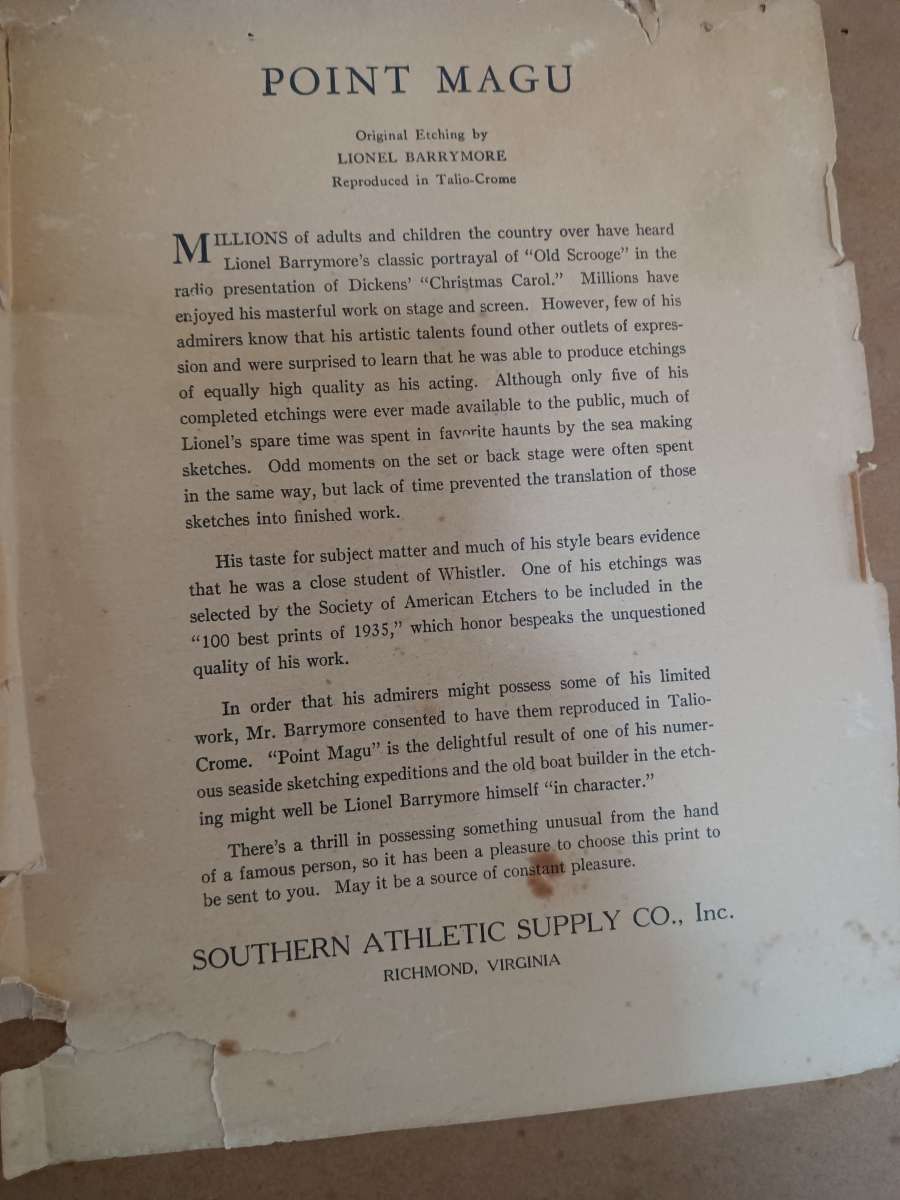 POINT MAGU
Original Etching by
LIONEL BARRYMORE
Reproduced in Talio-Crome
MILLIONS of adults and children the country over have heard
Lionel Barrymore's classic portrayal of "Old Scrooge" in the
radio presentation of Dickens' "Christmas Carol." Millions have
enjoyed his masterful work on stage and screen. However, few of his
admirers know that his artistic talents found other outlets of expres-
sion and were surprised to learn that he was able to produce etchings
of equally high quality as his acting. Although only five of his
completed etchings were ever made available to the public, much of
Lionel's spare time was spent in favorite haunts by the sea making
sketches. Odd moments on the set or back stage were often spent
in the same way, but lack of time prevented the translation of those
sketches into finished work.
His taste for subject matter and much of his style bears evidence
that he was a close student of Whistler. One of his etchings was
selected by the Society of American Etchers to be included in the
"100 best prints of 1935," which honor bespeaks the unquestioned
quality of his work.
In order that his admirers might possess some of his limited
work, Mr. Barrymore consented to have them reproduced in Talio-
Crome. "Point Magu" is the delightful result of one of his numer-
ous seaside sketching expeditions and the old boat builder in the etch-
ing might well be Lionel Barrymore himself "in character."
There's a thrill in possessing something unusual from the hand
of a famous person, so it has been a pleasure to choose this print to
be sent to you. May it be a source of constant pleasure.
SOUTHERN ATHLETIC SUPPLY CO., Inc.
RICHMOND, VIRGINIA